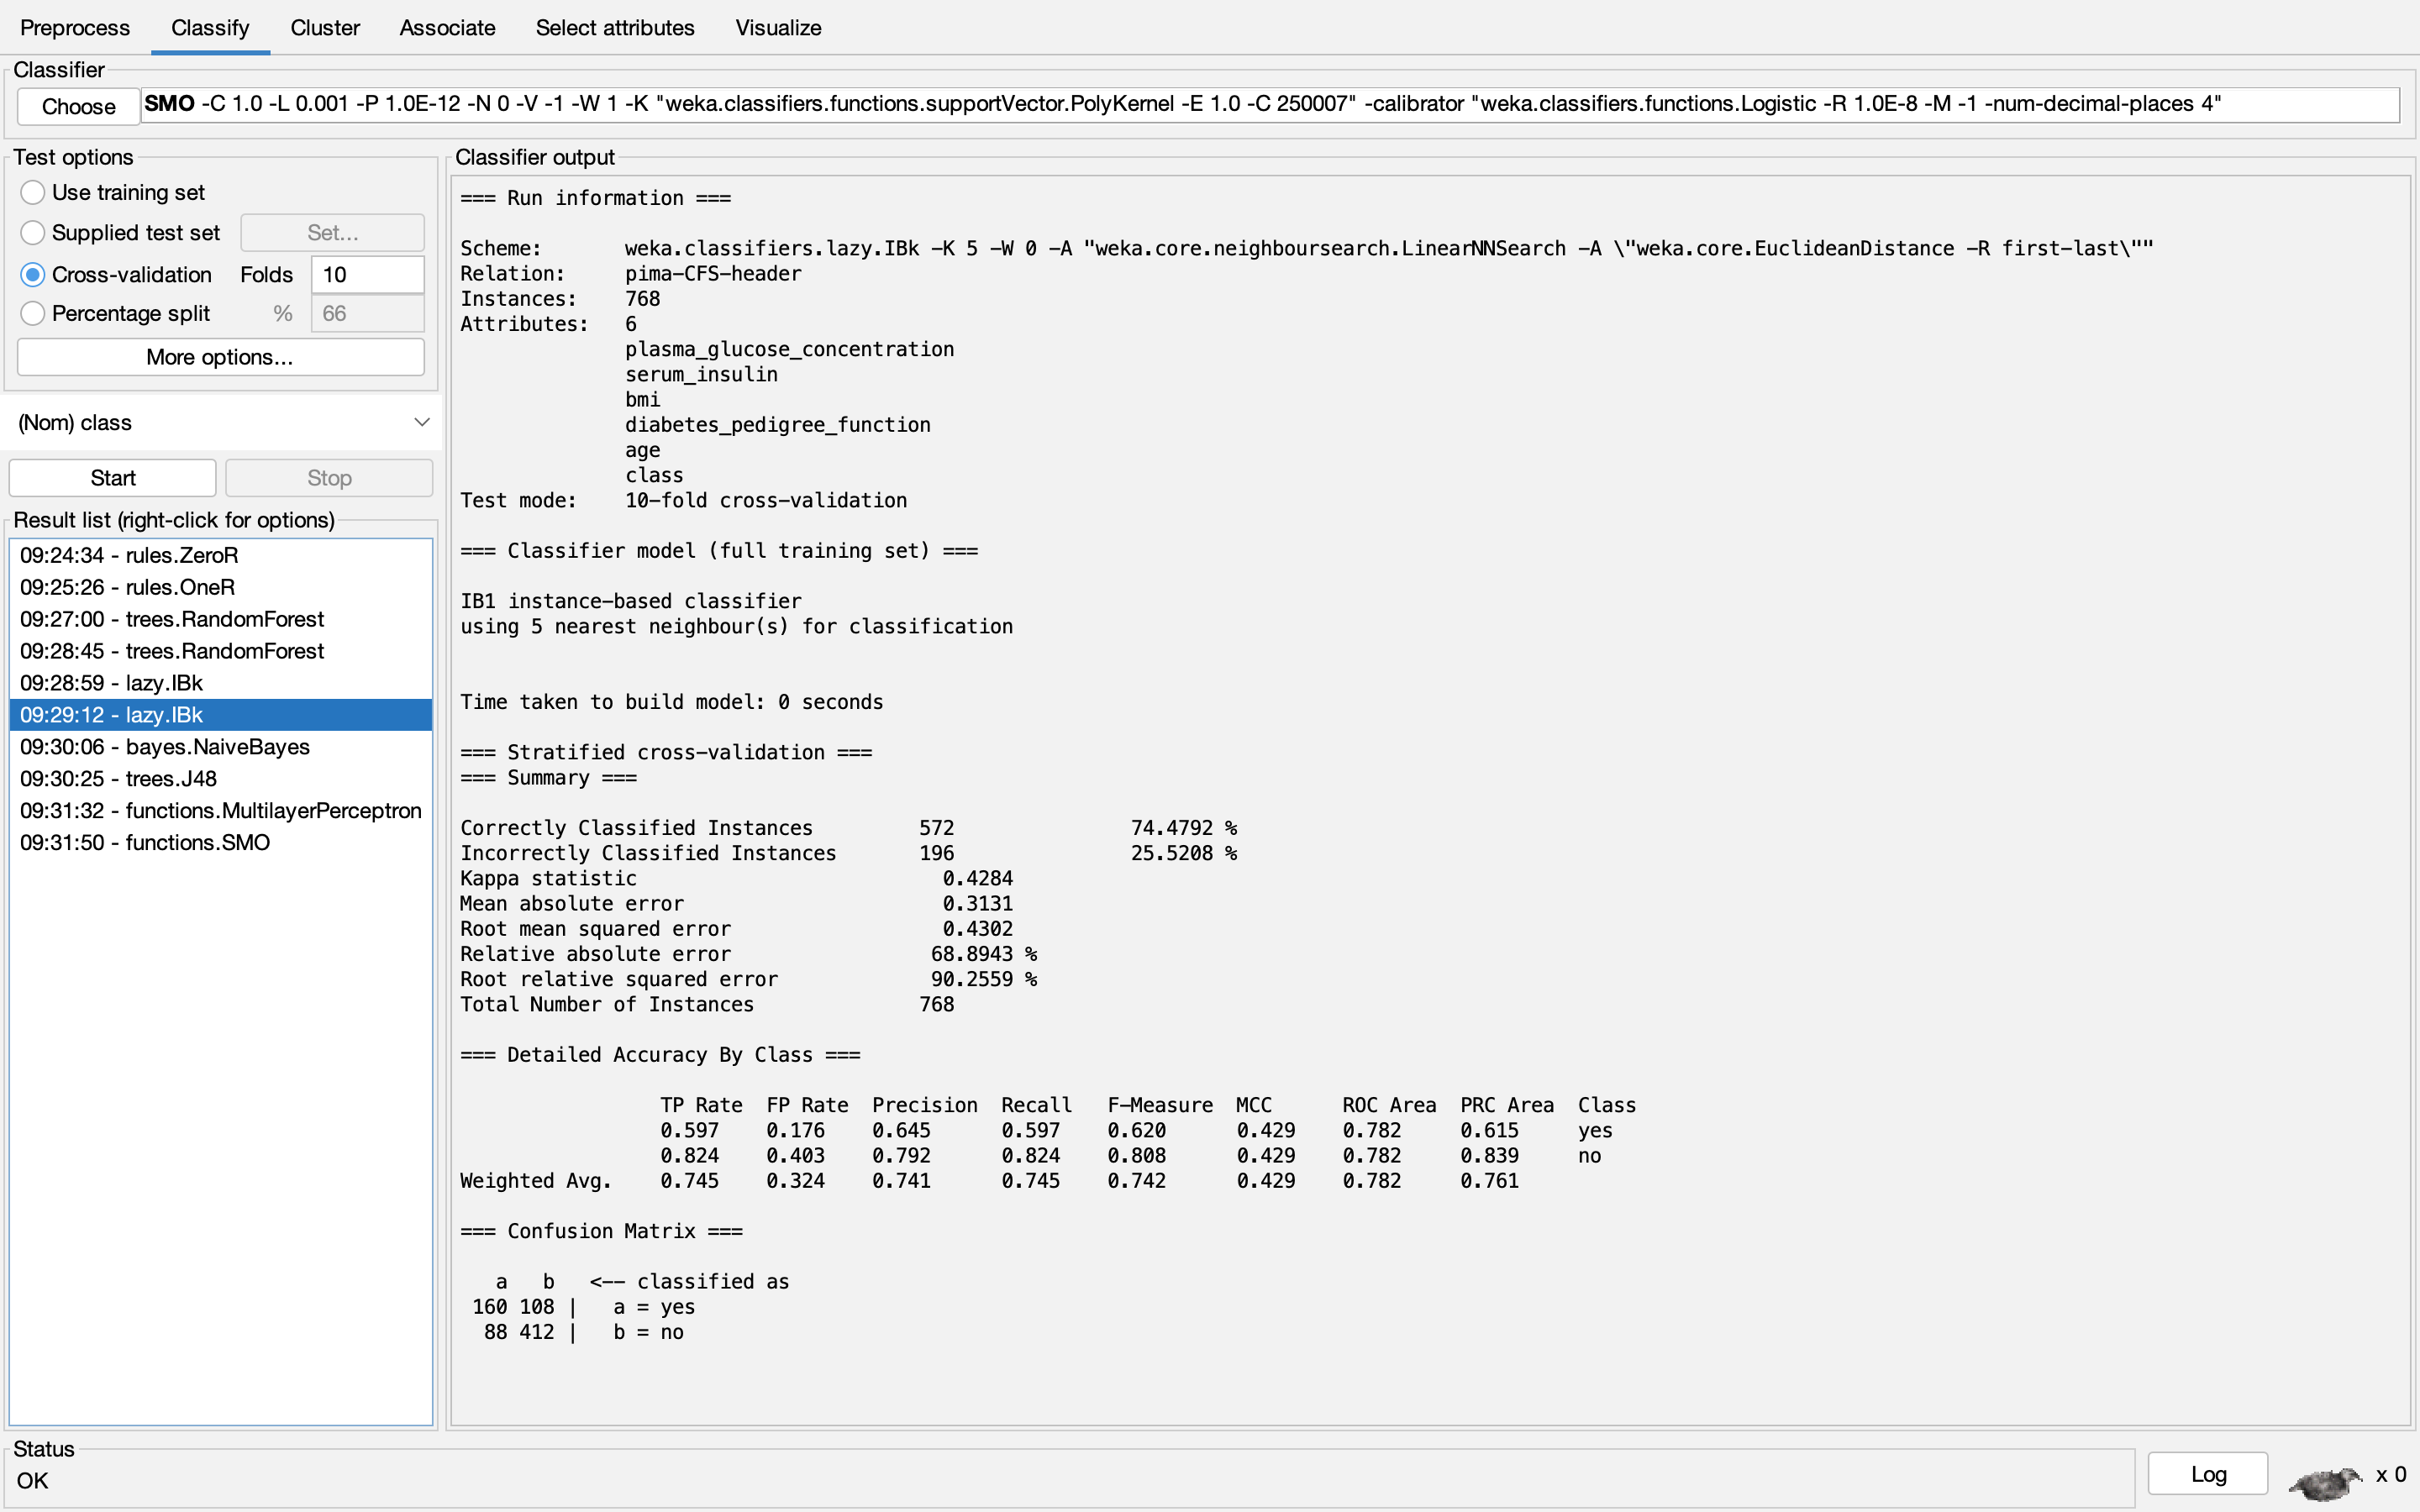 Preprocess Classify Cluster Associate Select attributes Visualize
Classifier
Choose SMO -C 1.0 -L 0.001 -P 1.0E-12 -N 0 -V -1 -W 1 -K "weka.classifiers.functions.supportVector.PolyKernel -E 1.0 -C 250007" -calibrator "weka.classifiers.functions.Logistic -R 1.0E-8 -M -1 -num-decimal-places 4"
Test options
Use training set
Supplied test set Set...
Cross-validation Folds 10
Percentage split % 66
More options...
(Nom) class
Start Stop
Result list (right-click for options)
09:24:34 - rules.ZeroR
09:25:26 - rules.OneR
09:27:00 - trees.RandomForest
09:28:45 - trees.RandomForest
09:28:59 - lazy.IBk
09:29:12 - lazy.IBk
09:30:06 - bayes.NaiveBayes
09:30:25 - trees.J48
09:31:32 - functions.MultilayerPerceptron
09:31:50 - functions.SMO
Classifier output
=== Run information ===
Scheme: weka.classifiers.lazy.IBk -K 5 -W 0 -A "weka.core.neighboursearch.LinearNNSearch -A \"weka.core.EuclideanDistance -R first-last\""
Relation: pima-CFS-header
Instances: 768
Attributes: 6
plasma_glucose_concentration
serum_insulin
bmi
diabetes_pedigree_function
age
class
Test mode: 10-fold cross-validation
=== Classifier model (full training set) ===
IB1 instance-based classifier
using 5 nearest neighbour(s) for classification
Time taken to build model: 0 seconds
=== Stratified cross-validation ===
=== Summary ===
Correctly Classified Instances 572 74.4792 %
Incorrectly Classified Instances 196 25.5208 %
Kappa statistic 0.4284
Mean absolute error 0.3131
Root mean squared error 0.4302
Relative absolute error 68.8943 %
Root relative squared error 90.2559 %
Total Number of Instances 768
=== Detailed Accuracy By Class ===
TP Rate FP Rate Precision Recall F-Measure MCC ROC Area PRC Area Class
0.597 0.176 0.645 0.597 0.620 0.429 0.782 0.615 yes
0.824 0.403 0.792 0.824 0.808 0.429 0.782 0.839 no
Weighted Avg. 0.745 0.324 0.741 0.745 0.742 0.429 0.782 0.761
=== Confusion Matrix ===
a b <-- classified as
160 108 | a = yes
88 412 | b = no
Status
OK
Log x 0